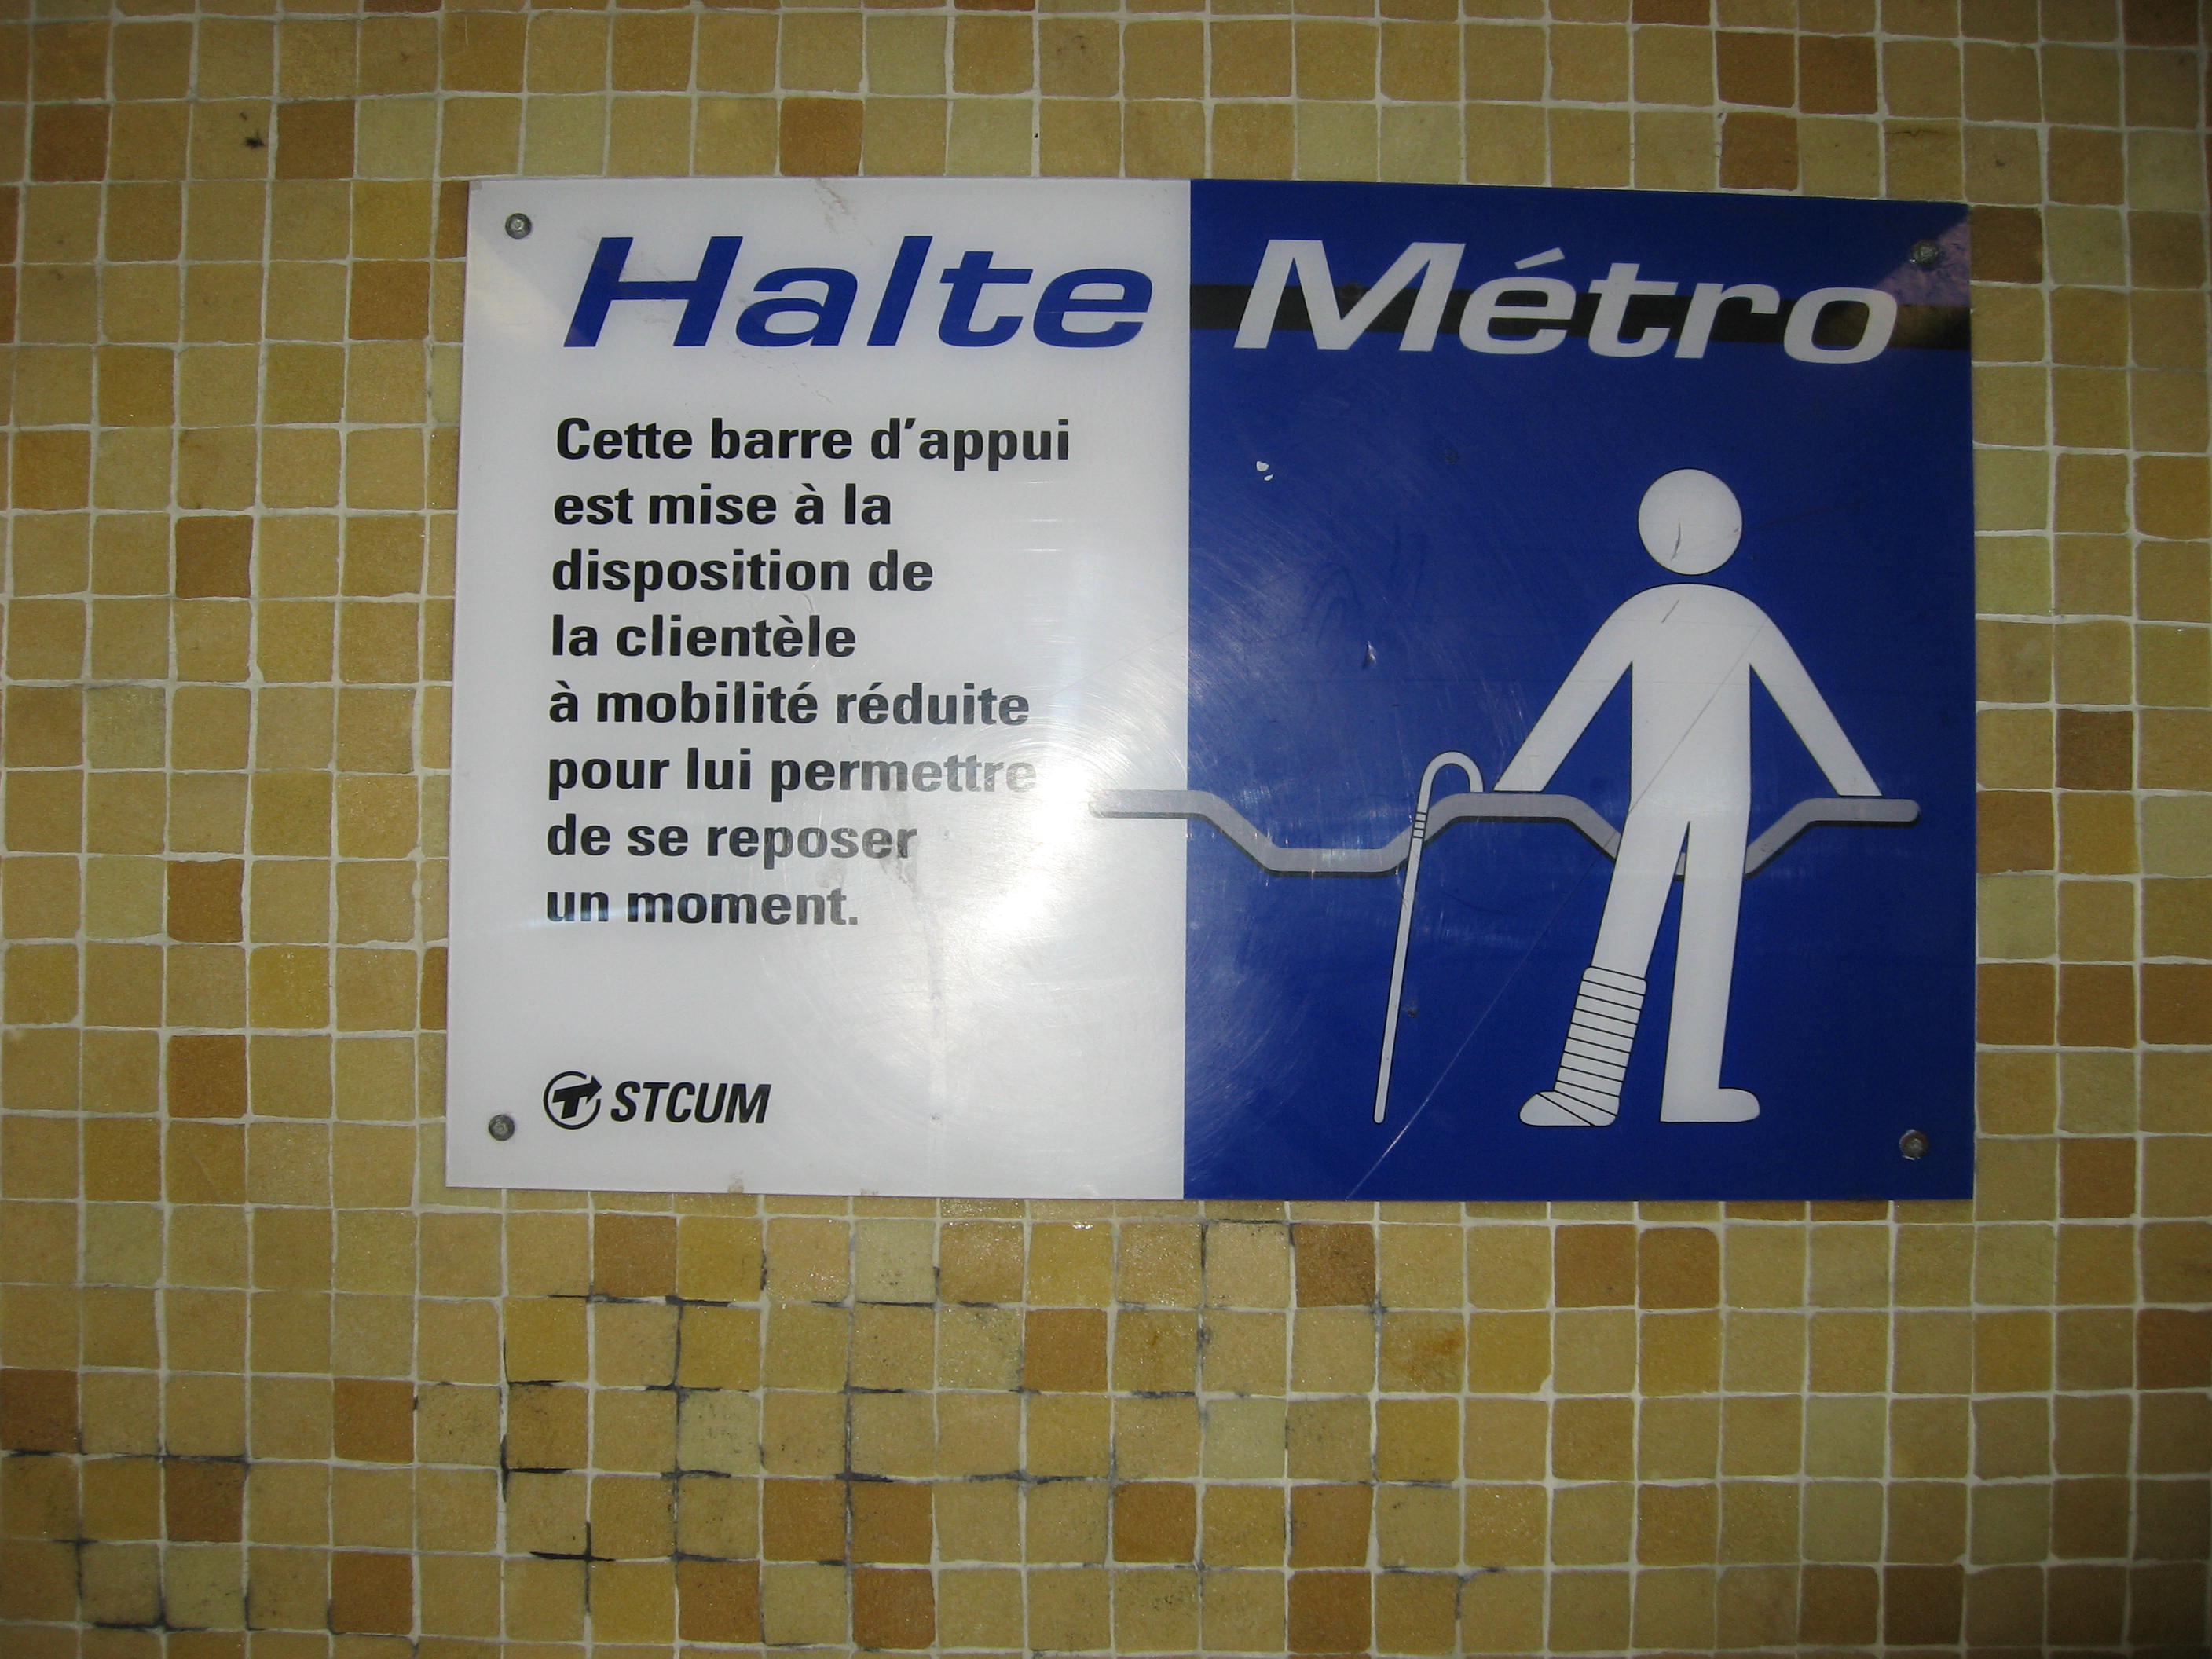 Halte Métro
Cette barre d'appui
est mise à la
disposition de
la clientèle
à mobilité réduite
pour lui permettre
de se reposer
un moment.
STCUM